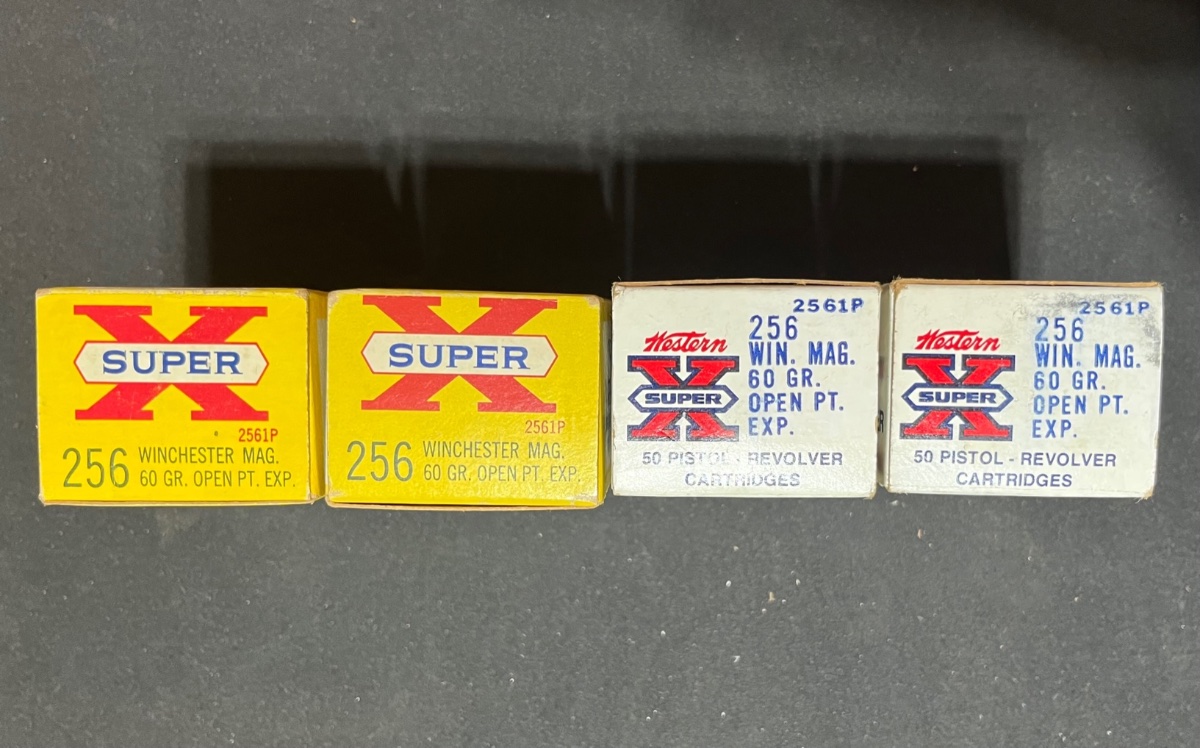 SUPER
X
2561P
256 WINCHESTER MAG.
60 GR. OPEN PT. EXP.
SUPER
X
2561P
256 WINCHESTER MAG.
60 GR. OPEN PT. EXP.
2561P
Western
X
SUPER
256
WIN. MAG.
60 GR.
OPEN PT.
EXP.
50 PISTOL - REVOLVER
CARTRIDGES
2561P
Western
X
SUPER
256
WIN. MAG.
60 GR.
OPEN PT.
EXP.
50 PISTOL - REVOLVER
CARTRIDGES